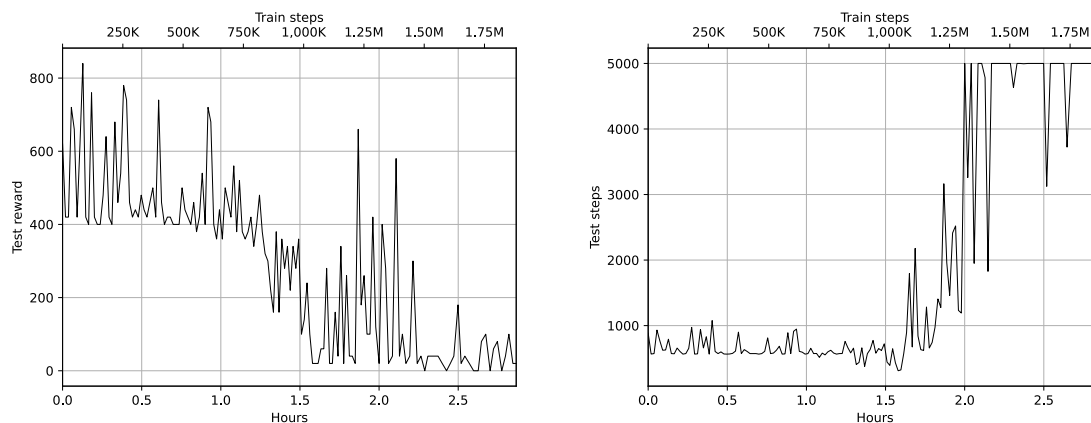 Train steps
250K 500K 750K 1,000K 1.25M 1.50M 1.75M
800
600
400
200
0
Test reward
0.0 0.5 1.0 1.5 2.0 2.5
Hours
Train steps
250K 500K 750K 1,000K 1.25M 1.50M 1.75M
5000
4000
3000
2000
1000
Test steps
0.0 0.5 1.0 1.5 2.0 2.5
Hours